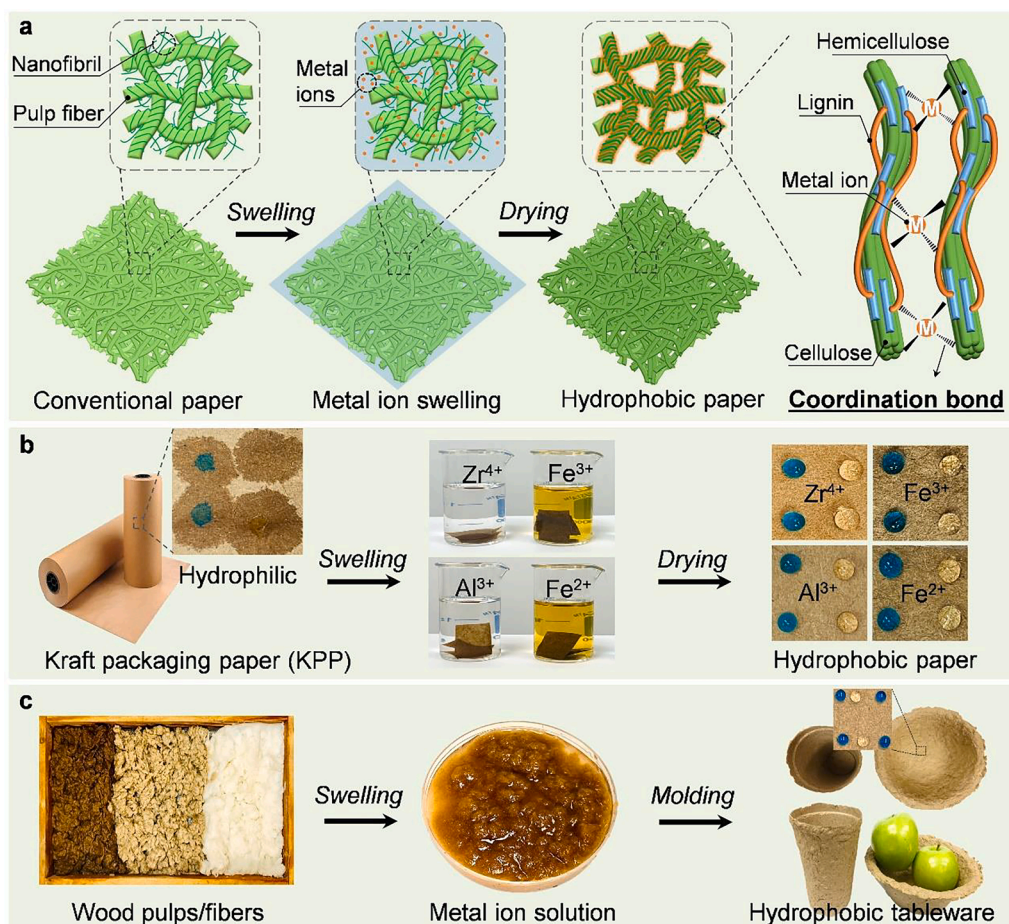 a
Nanofibril
Pulp fiber
Metal
ions
Hemicellulose
Lignin
M
Metal ion
M
M
Cellulose
Swelling
Drying
Conventional paper
Metal ion swelling
Hydrophobic paper
Coordination bond
b
Hydrophilic
Kraft packaging paper (KPP)
Swelling
Zr⁴⁺
Fe³⁺
Al³⁺
Fe²⁺
Drying
Zr⁴⁺
Fe³⁺
Al³⁺
Fe²⁺
Hydrophobic paper
c
Wood pulps/fibers
Swelling
Metal ion solution
Molding
Hydrophobic tableware